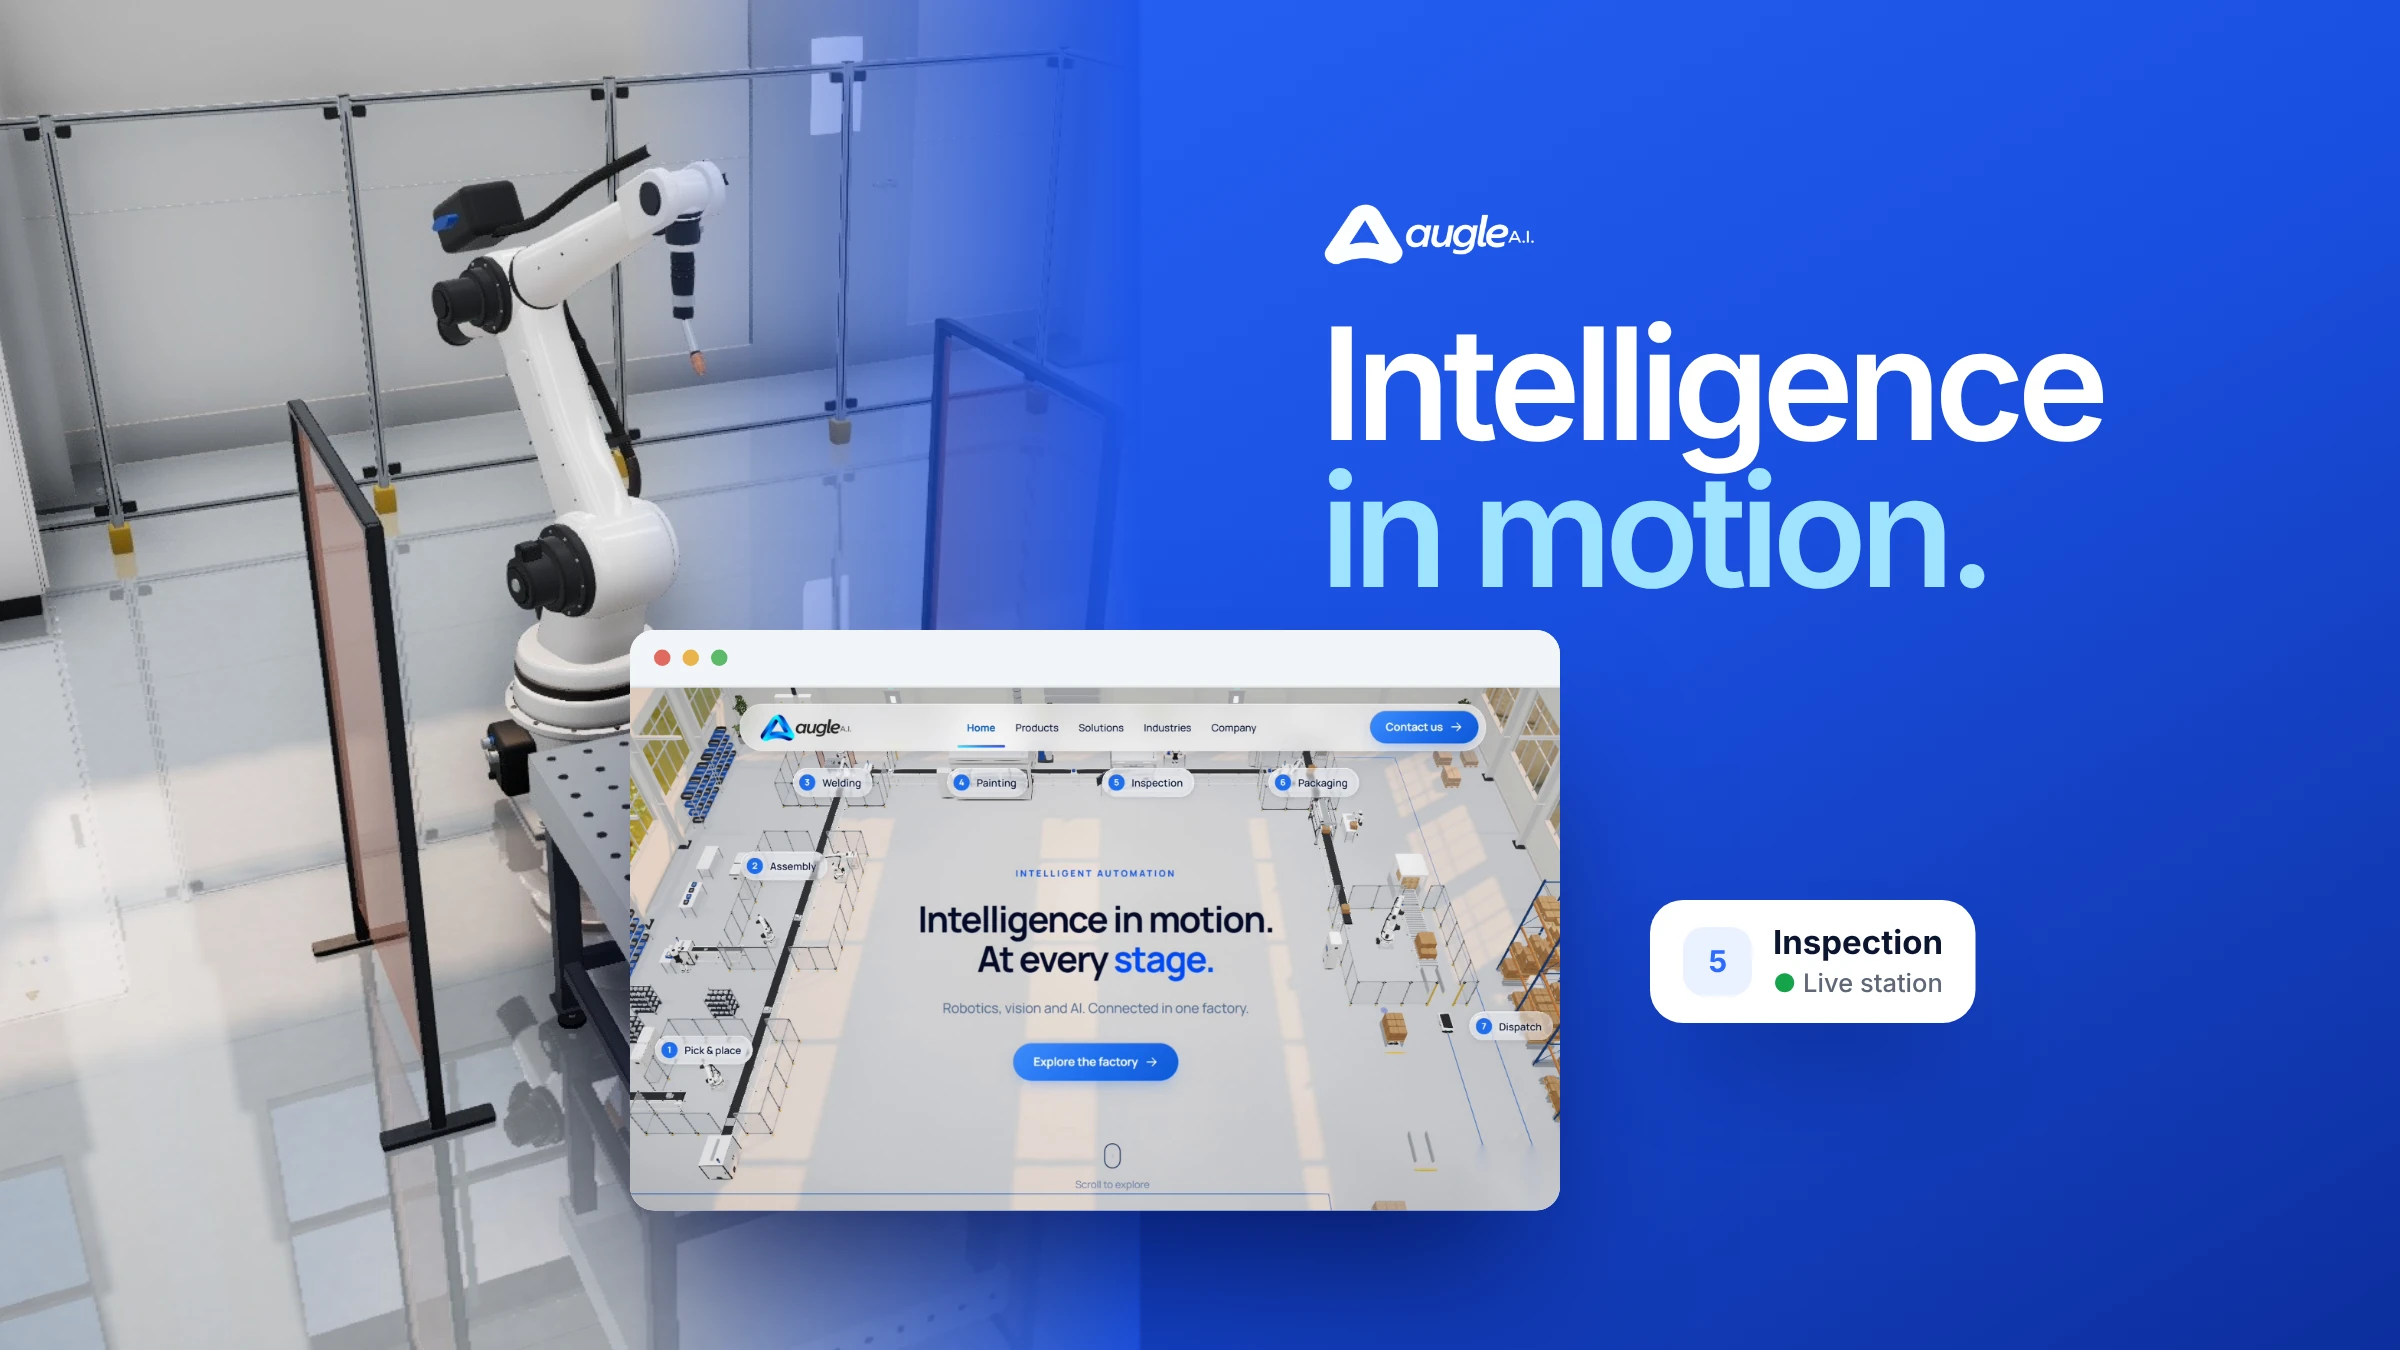 augle A.I.
Intelligence
in motion.
augle A.I.
Home
Products
Solutions
Industries
Company
Contact us
3 Welding
4 Painting
5 Inspection
6 Packaging
2 Assembly
INTELLIGENT AUTOMATION
Intelligence in motion.
At every stage.
Robotics, vision and AI. Connected in one factory.
1 Pick & place
7 Dispatch
Explore the factory
Scroll to explore
5
Inspection
Live station